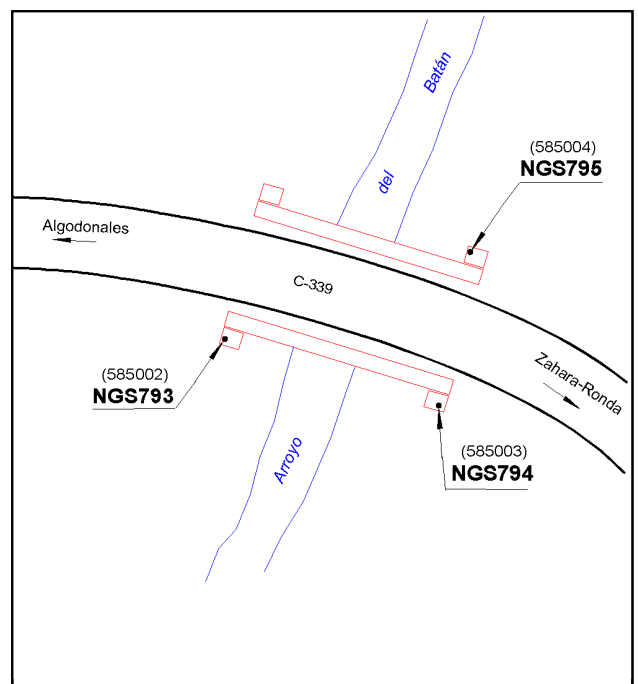 Batán
del
(585004)
NGS795
Algodonales
C-339
Zahara-Ronda
(585002)
NGS793
(585003)
NGS794
Arroyo